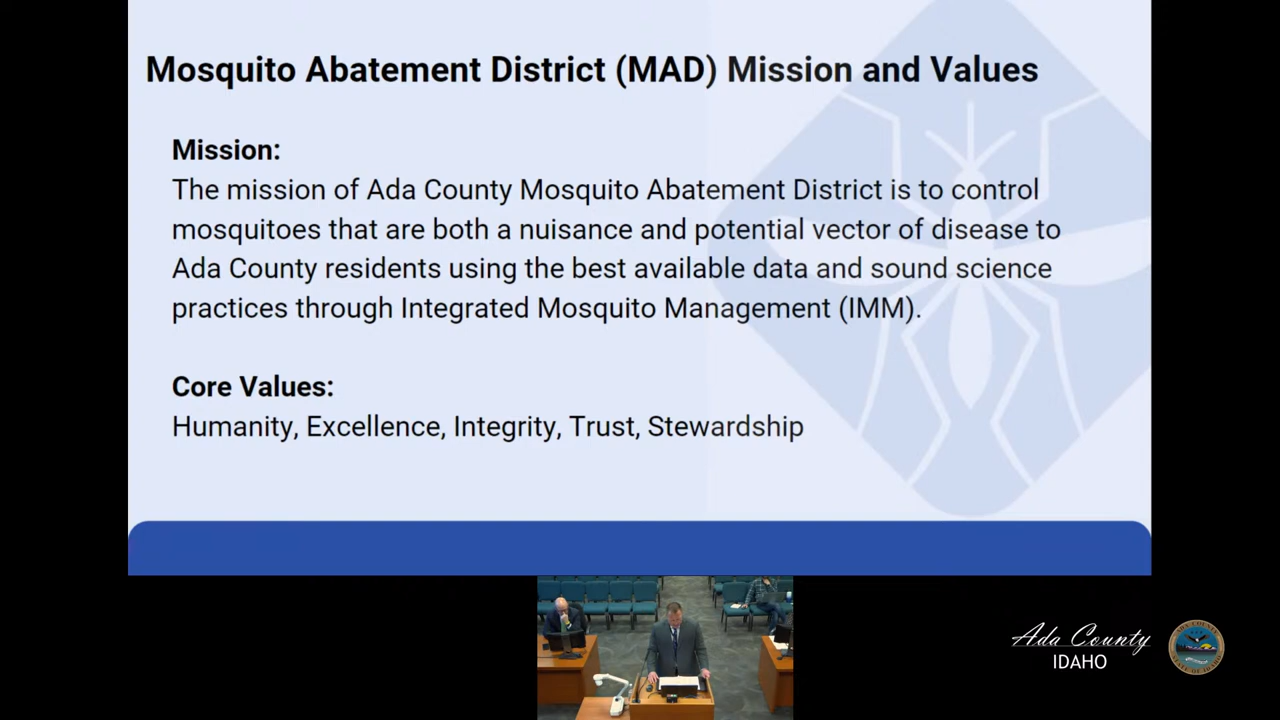 Mosquito Abatement District (MAD) Mission and Values
Mission:
The mission of Ada County Mosquito Abatement District is to control
mosquitoes that are both a nuisance and potential vector of disease to
Ada County residents using the best available data and sound science
practices through Integrated Mosquito Management (IMM).
Core Values:
Humanity, Excellence, Integrity, Trust, Stewardship
Ada County
IDAHO